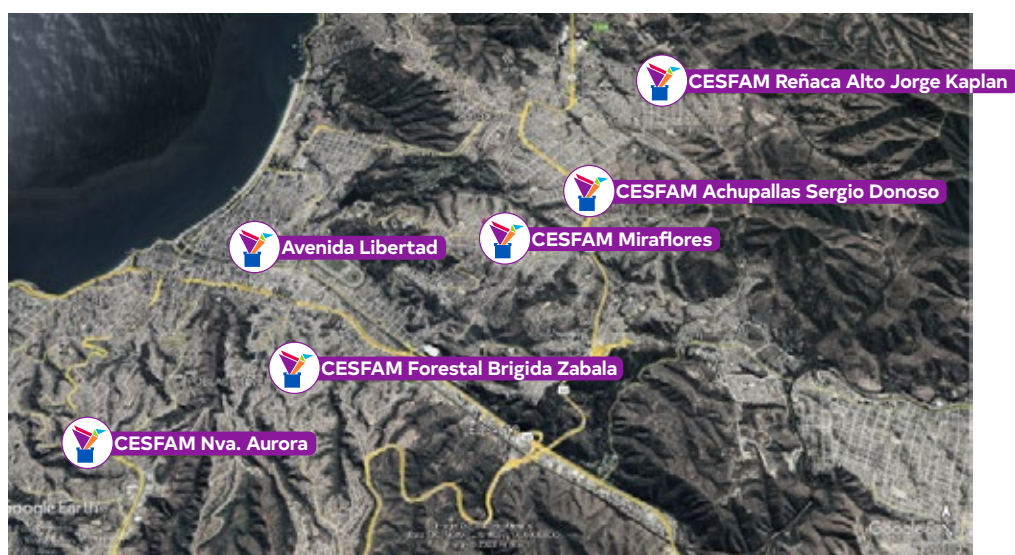 CESFAM Reñaca Alto Jorge Kaplan
CESFAM Achupallas Sergio Donoso
CESFAM Miraflores
Avenida Libertad
CESFAM Forestal Brigida Zabala
CESFAM Nva. Aurora
Google Earth
Google